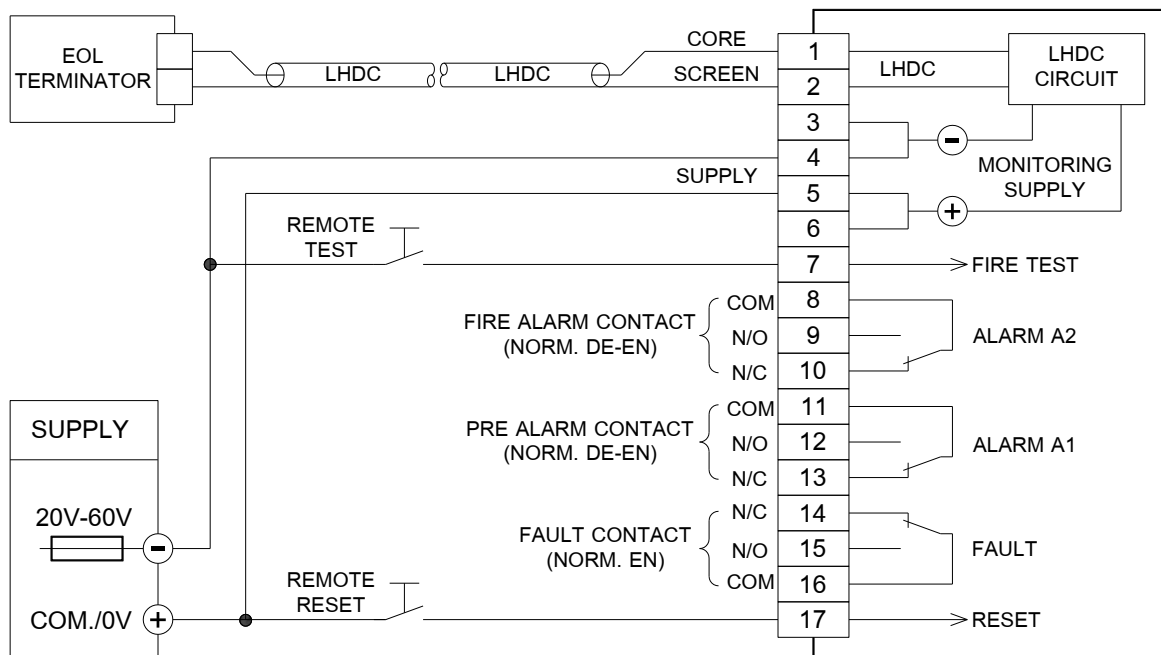 EOL
TERMINATOR
LHDC
LHDC
CORE
SCREEN
1
2
3
4
5
6
7
8
9
10
11
12
13
14
15
16
17
LHDC
LHDC
CIRCUIT
-
+
MONITORING
SUPPLY
SUPPLY
REMOTE
TEST
FIRE TEST
FIRE ALARM CONTACT
(NORM. DE-EN)
COM
N/O
N/C
ALARM A2
PRE ALARM CONTACT
(NORM. DE-EN)
COM
N/O
N/C
ALARM A1
FAULT CONTACT
(NORM. EN)
N/C
N/O
COM
FAULT
SUPPLY
20V-60V
-
COM./0V
+
REMOTE
RESET
RESET